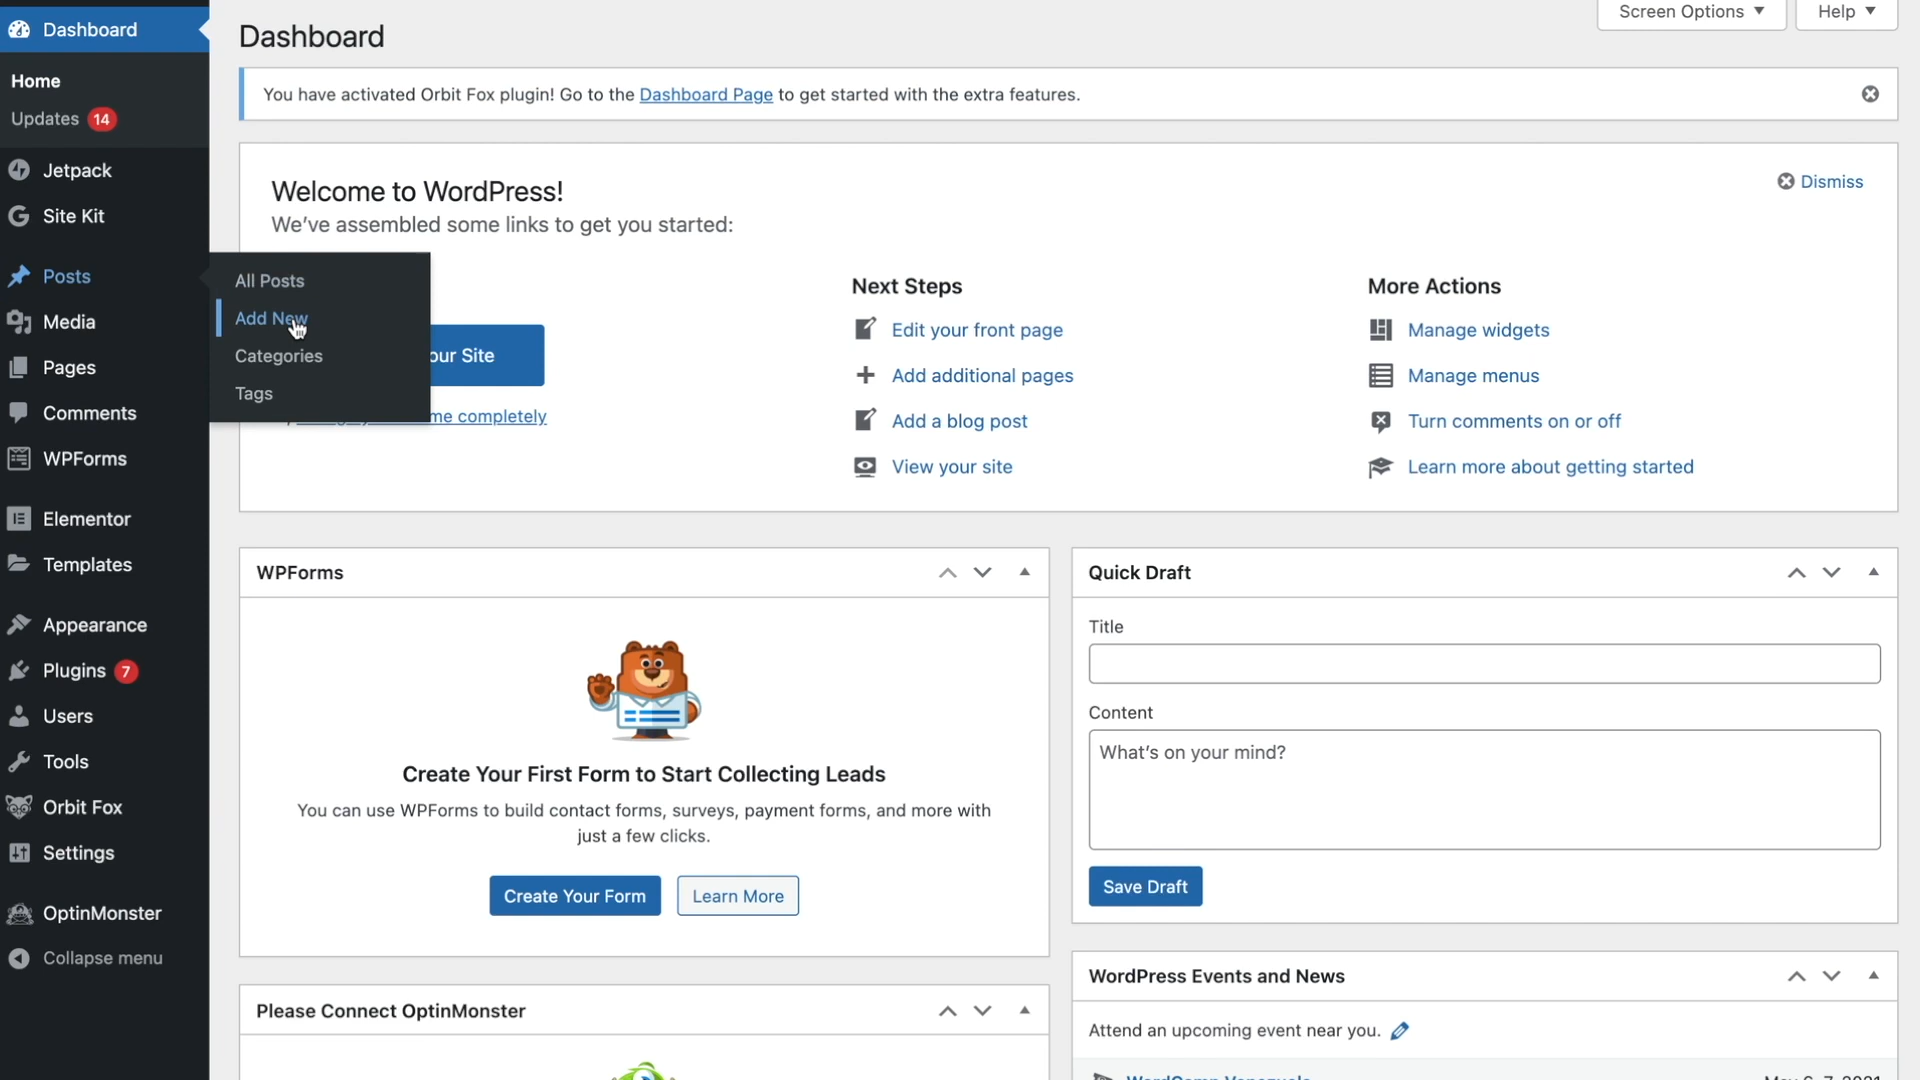 Dashboard
Home
Updates 14
Jetpack
Site Kit
Posts
Media
Pages
Comments
WPForms
Elementor
Templates
Appearance
Plugins 7
Users
Tools
Orbit Fox
Settings
OptinMonster
Collapse menu
All Posts
Add New
Categories
Tags
Dashboard
Screen Options
Help
You have activated Orbit Fox plugin! Go to the Dashboard Page to get started with the extra features.
Welcome to WordPress!
We've assembled some links to get you started:
Dismiss
our Site
me completely
Next Steps
Edit your front page
Add additional pages
Add a blog post
View your site
More Actions
Manage widgets
Manage menus
Turn comments on or off
Learn more about getting started
WPForms
Create Your First Form to Start Collecting Leads
You can use WPForms to build contact forms, surveys, payment forms, and more with
just a few clicks.
Create Your Form
Learn More
Please Connect OptinMonster
Quick Draft
Title
Content
What's on your mind?
Save Draft
WordPress Events and News
Attend an upcoming event near you.